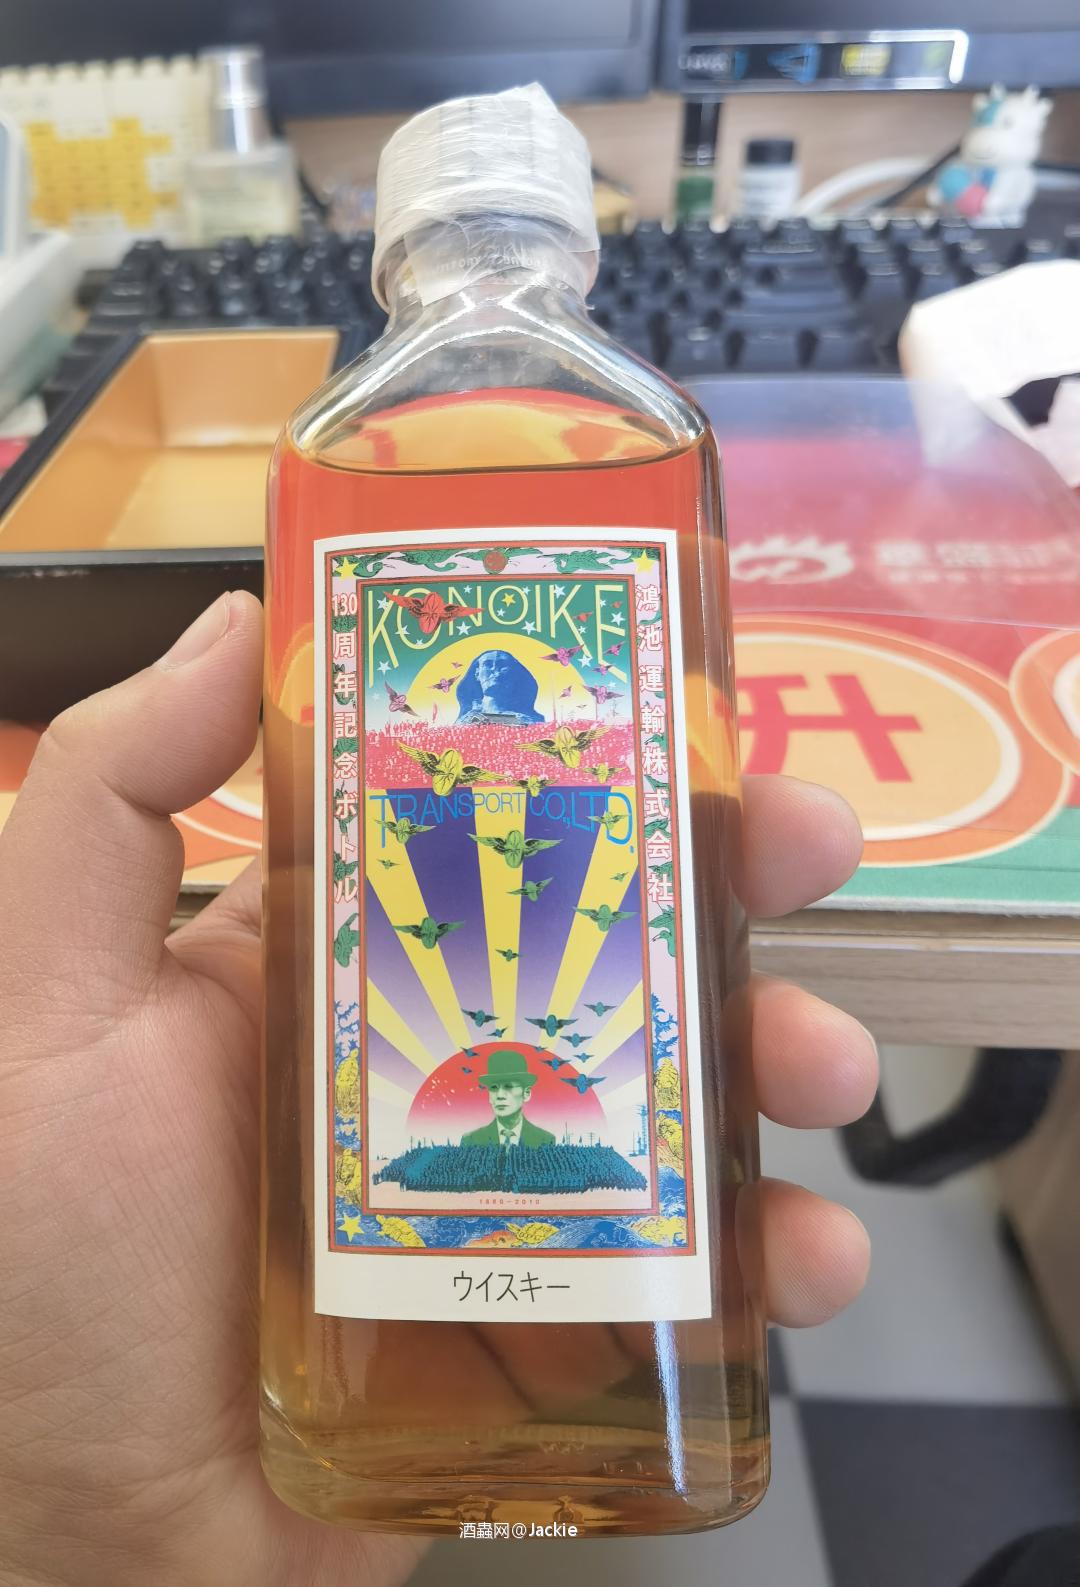 KONOIKE
TRANSPORT CO.,LTD.
130周年記念ボトル
鴻池運輸株式会社
1880-2010
ウイスキー
升
酒蟲网@Jackie